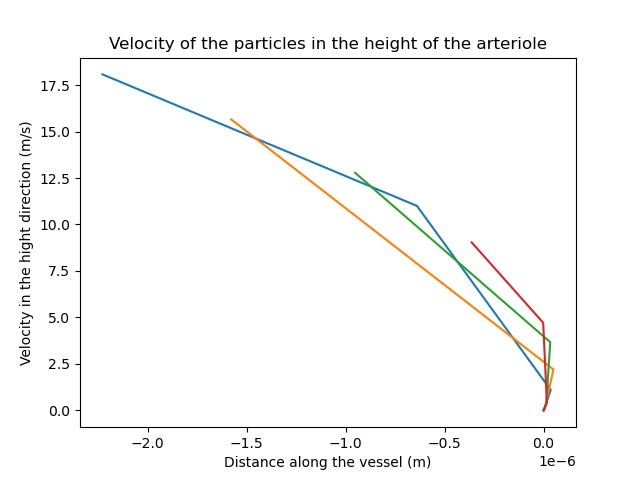 Velocity of the particles in the height of the arteriole
Velocity in the hight direction (m/s)
17.5
15.0
12.5
10.0
7.5
5.0
2.5
0.0
−2.0 −1.5 −1.0 −0.5 0.0
1e−6
Distance along the vessel (m)